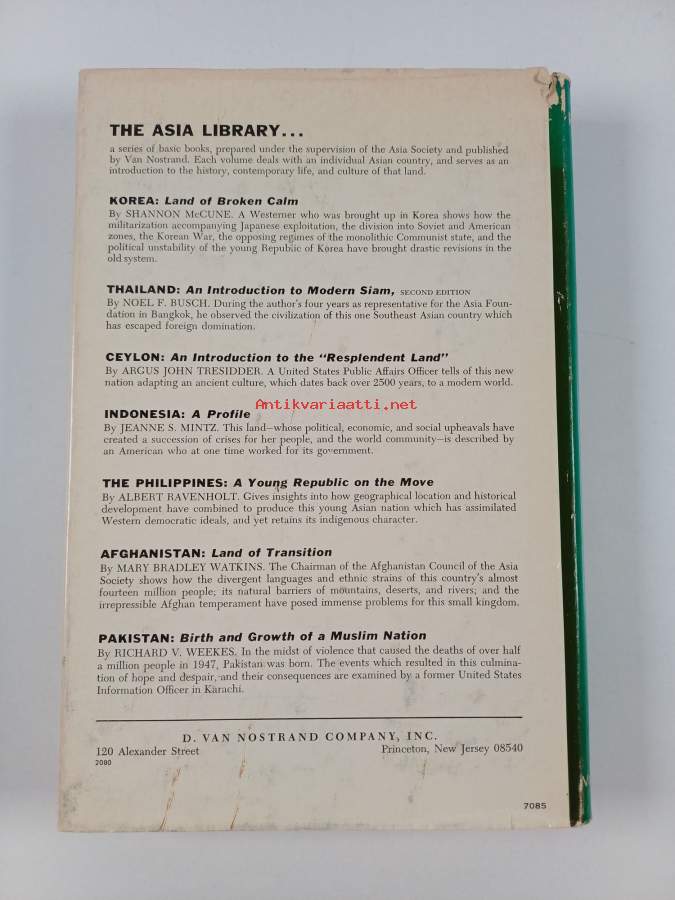 THE ASIA LIBRARY...
a series of basic books, prepared under the supervision of the Asia Society and published
by Van Nostrand. Each volume deals with an individual Asian country, and serves as an
introduction to the history, contemporary life, and culture of that land.
KOREA: Land of Broken Calm
By SHANNON McCUNE. A Westerner who was brought up in Korea shows how the
militarization accompanying Japanese exploitation, the division into Soviet and American
zones, the Korean War, the opposing regimes of the monolithic Communist state, and the
political unstability of the young Republic of Korea have brought drastic revisions in the
old system.
THAILAND: An Introduction to Modern Siam, SECOND EDITION
By NOEL F. BUSCH. During the author's four years as representative for the Asia Foun-
dation in Bangkok, he observed the civilization of this one Southeast Asian country which
has escaped foreign domination.
CEYLON: An Introduction to the "Resplendent Land"
By ARGUS JOHN TRESIDDER. A United States Public Affairs Officer tells of this new
nation adapting an ancient culture, which dates back over 2500 years, to a modern world.
Antikvariaatti.net
INDONESIA: A Profile
By JEANNE S. MINTZ. This land—whose political, economic, and social upheavals have
created a succession of crises for her people, and the world community—is described by
an American who at one time worked for its government.
THE PHILIPPINES: A Young Republic on the Move
By ALBERT RAVENHOLT. Gives insights into how geographical location and historical
development have combined to produce this young Asian nation which has assimilated
Western democratic ideals, and yet retains its indigenous character.
AFGHANISTAN: Land of Transition
By MARY BRADLEY WATKINS. The Chairman of the Afghanistan Council of the Asia
Society shows how the divergent languages and ethnic strains of this country's almost
fourteen million people; its natural barriers of mountains, deserts, and rivers; and the
irrepressible Afghan temperament have posed immense problems for this small kingdom.
PAKISTAN: Birth and Growth of a Muslim Nation
By RICHARD V. WEEKES. In the midst of violence that caused the deaths of over half
a million people in 1947, Pakistan was born. The events which resulted in this culmina-
tion of hope and despair, and their consequences are examined by a former United States
Information Officer in Karachi.
D. VAN NOSTRAND COMPANY, INC.
120 Alexander Street Princeton, New Jersey 08540
2080
7085